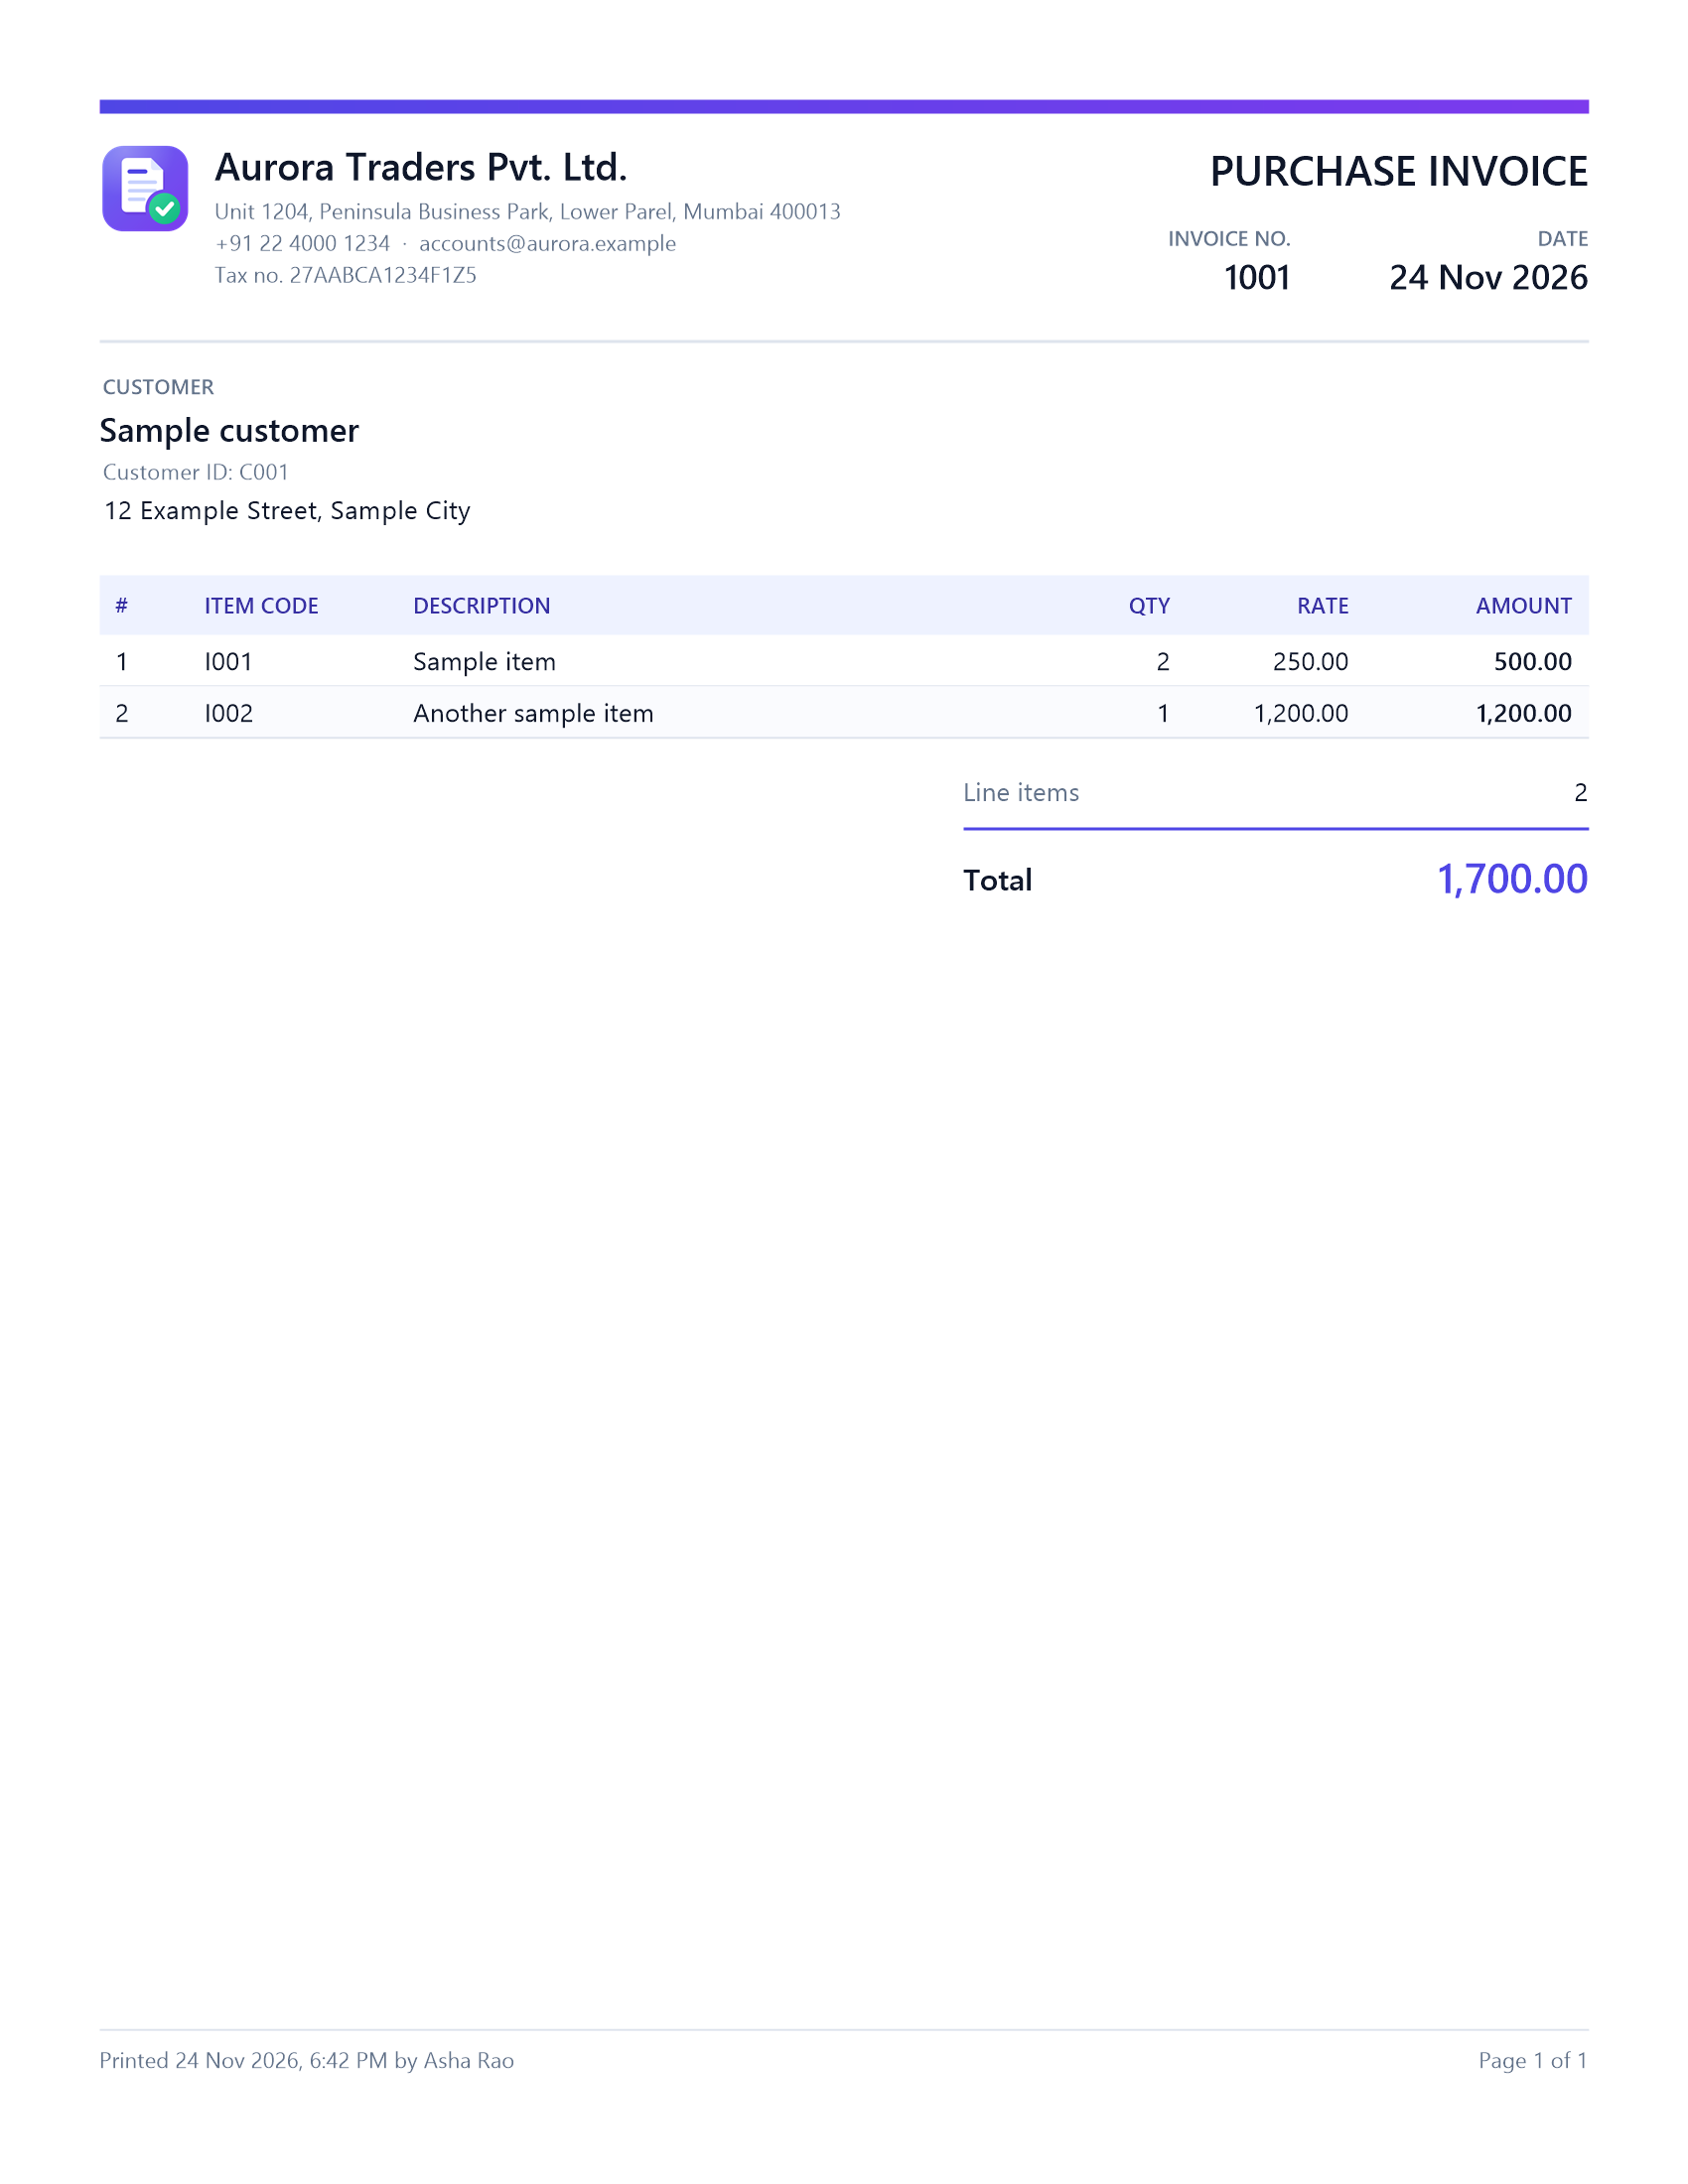 Aurora Traders Pvt. Ltd.
Unit 1204, Peninsula Business Park, Lower Parel, Mumbai 400013
+91 22 4000 1234 · accounts@aurora.example
Tax no. 27AABCA1234F1Z5
PURCHASE INVOICE
INVOICE NO. DATE
1001 24 Nov 2026
CUSTOMER
Sample customer
Customer ID: C001
12 Example Street, Sample City
# ITEM CODE DESCRIPTION QTY RATE AMOUNT
1 I001 Sample item 2 250.00 500.00
2 I002 Another sample item 1 1,200.00 1,200.00
Line items 2
Total 1,700.00
Printed 24 Nov 2026, 6:42 PM by Asha Rao Page 1 of 1